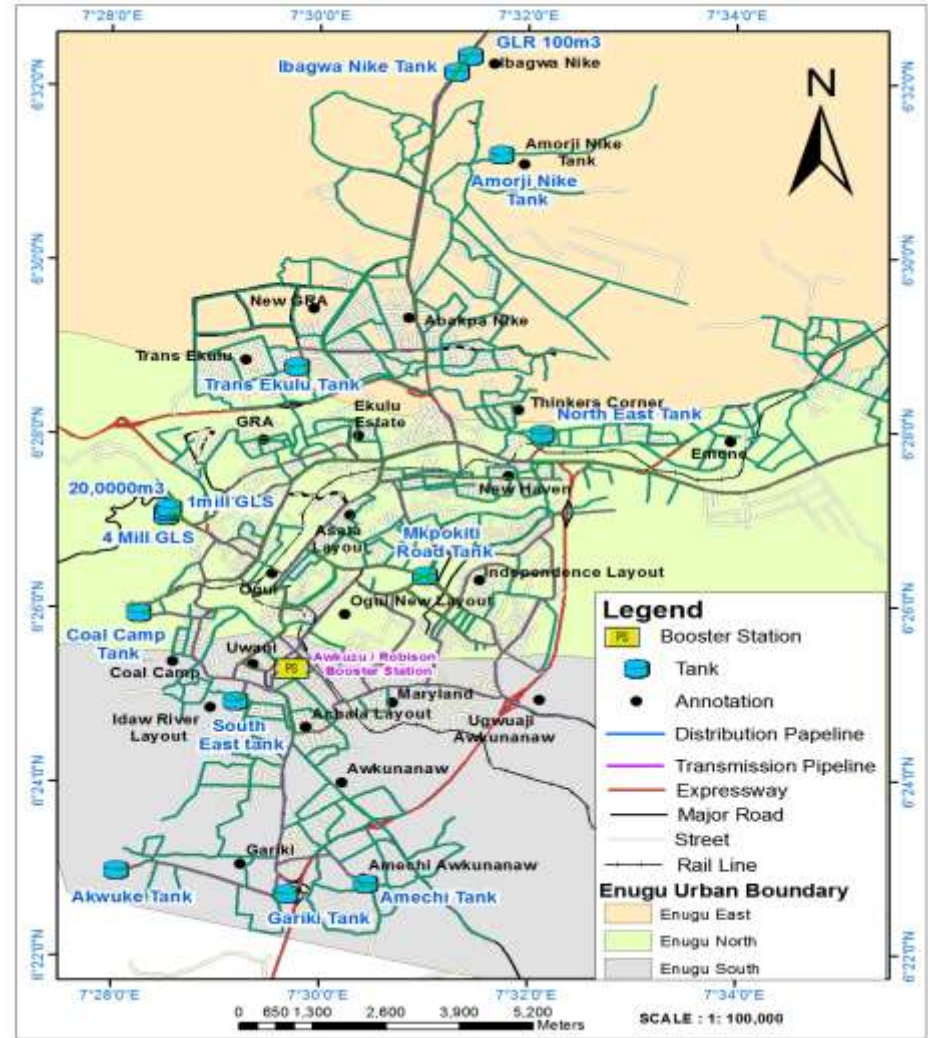 7°28'0"E 7°30'0"E 7°32'0"E 7°34'0"E
GLR 100m3
Ibagwa Nike Tank
Ibagwa Nike
6°32'0"N
6°32'0"N
N
Amorji Nike
Tank
Amorji Nike
Tank
6°30'0"N
6°30'0"N
New GRA
Abakpa Nike
Trans Ekulu
Trans Ekulu Tank
Thinkers Corner
North East Tank
Ekulu
Estate
GRA
6°28'0"N
6°28'0"N
Emene
New Haven
20,0000m3
1mill GLS
4 Mill GLS
Asata
Layout
Mkpokiti
Road Tank
Ogui
Independence Layout
Ogui New Layout
6°26'0"N
6°26'0"N
Coal Camp
Tank
Uwani
PS
Awkuzu / Robison
Booster Station
Coal Camp
Maryland
Idaw River
Layout
South
East tank
Achala Layout
Ugwuaji
Awkunanaw
6°24'0"N
6°24'0"N
Awkunanaw
Gariki
Amechi Awkunanaw
Akwuke Tank
Gariki Tank
Amechi Tank
6°22'0"N
6°22'0"N
Legend
PS Booster Station
Tank
Annotation
Distribution Papeline
Transmission Pipeline
Expressway
Major Road
Street
Rail Line
Enugu Urban Boundary
Enugu East
Enugu North
Enugu South
7°28'0"E 7°30'0"E 7°32'0"E 7°34'0"E
0 650 1,300 2,600 3,900 5,200
Meters
SCALE : 1: 100,000